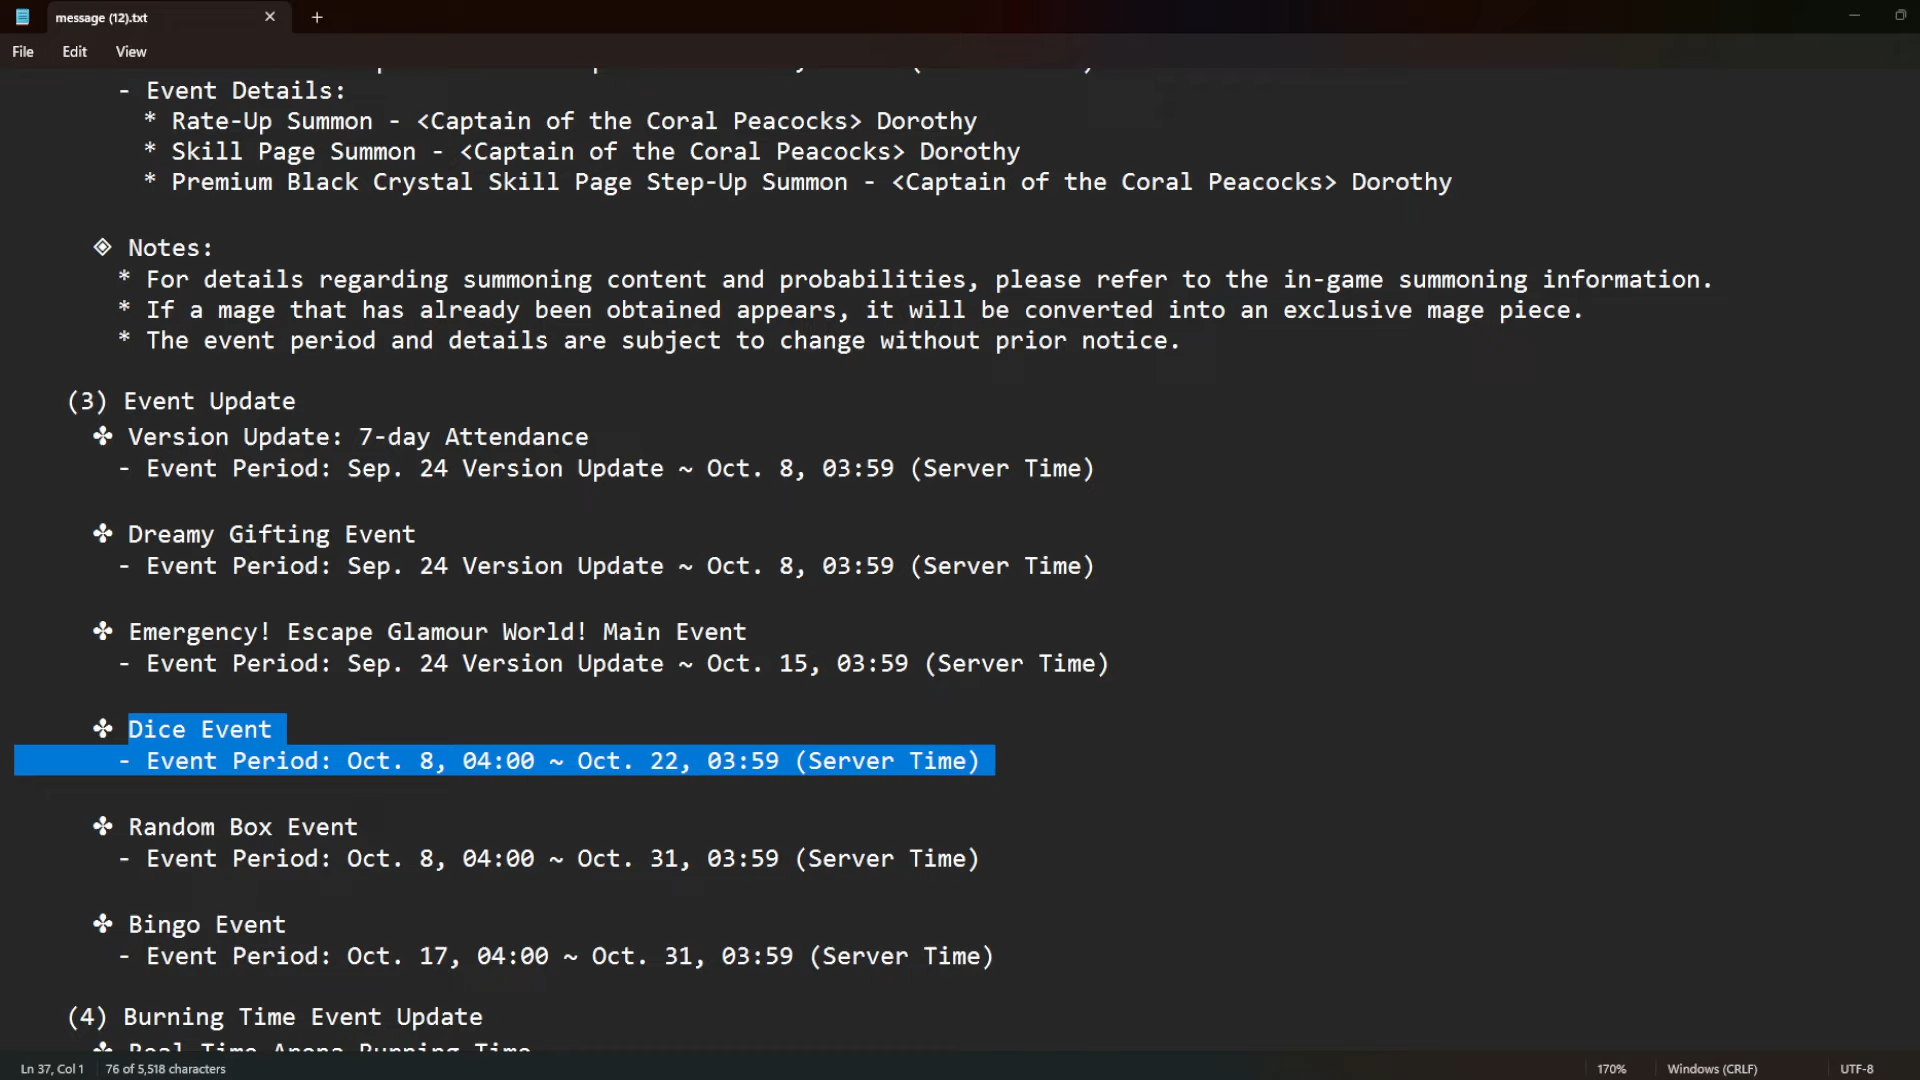 message (12).txt
File Edit View
- Event Details:
* Rate-Up Summon - <Captain of the Coral Peacocks> Dorothy
* Skill Page Summon - <Captain of the Coral Peacocks> Dorothy
* Premium Black Crystal Skill Page Step-Up Summon - <Captain of the Coral Peacocks> Dorothy
◈ Notes:
* For details regarding summoning content and probabilities, please refer to the in-game summoning information.
* If a mage that has already been obtained appears, it will be converted into an exclusive mage piece.
* The event period and details are subject to change without prior notice.
(3) Event Update
✤ Version Update: 7-day Attendance
- Event Period: Sep. 24 Version Update ~ Oct. 8, 03:59 (Server Time)
✤ Dreamy Gifting Event
- Event Period: Sep. 24 Version Update ~ Oct. 8, 03:59 (Server Time)
✤ Emergency! Escape Glamour World! Main Event
- Event Period: Sep. 24 Version Update ~ Oct. 15, 03:59 (Server Time)
✤ Dice Event
- Event Period: Oct. 8, 04:00 ~ Oct. 22, 03:59 (Server Time)
✤ Random Box Event
- Event Period: Oct. 8, 04:00 ~ Oct. 31, 03:59 (Server Time)
✤ Bingo Event
- Event Period: Oct. 17, 04:00 ~ Oct. 31, 03:59 (Server Time)
(4) Burning Time Event Update
✤ Real-Time Arena Burning Time
Ln 37, Col 1 76 of 5,518 characters 170% Windows (CRLF) UTF-8